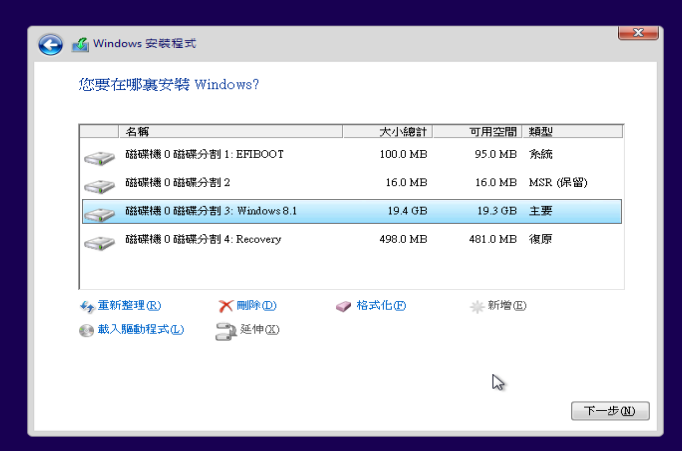 Windows 安裝程式
您要在哪裏安裝 Windows?
名稱 大小總計 可用空間 類型
磁碟機 0 磁碟分割 1: EFIBOOT 100.0 MB 95.0 MB 系統
磁碟機 0 磁碟分割 2 16.0 MB 16.0 MB MSR (保留)
磁碟機 0 磁碟分割 3: Windows 8.1 19.4 GB 19.3 GB 主要
磁碟機 0 磁碟分割 4: Recovery 498.0 MB 481.0 MB 復原
重新整理(R) 刪除(D) 格式化(F) 新增(E)
載入驅動程式(L) 延伸(X)
下一步(N)